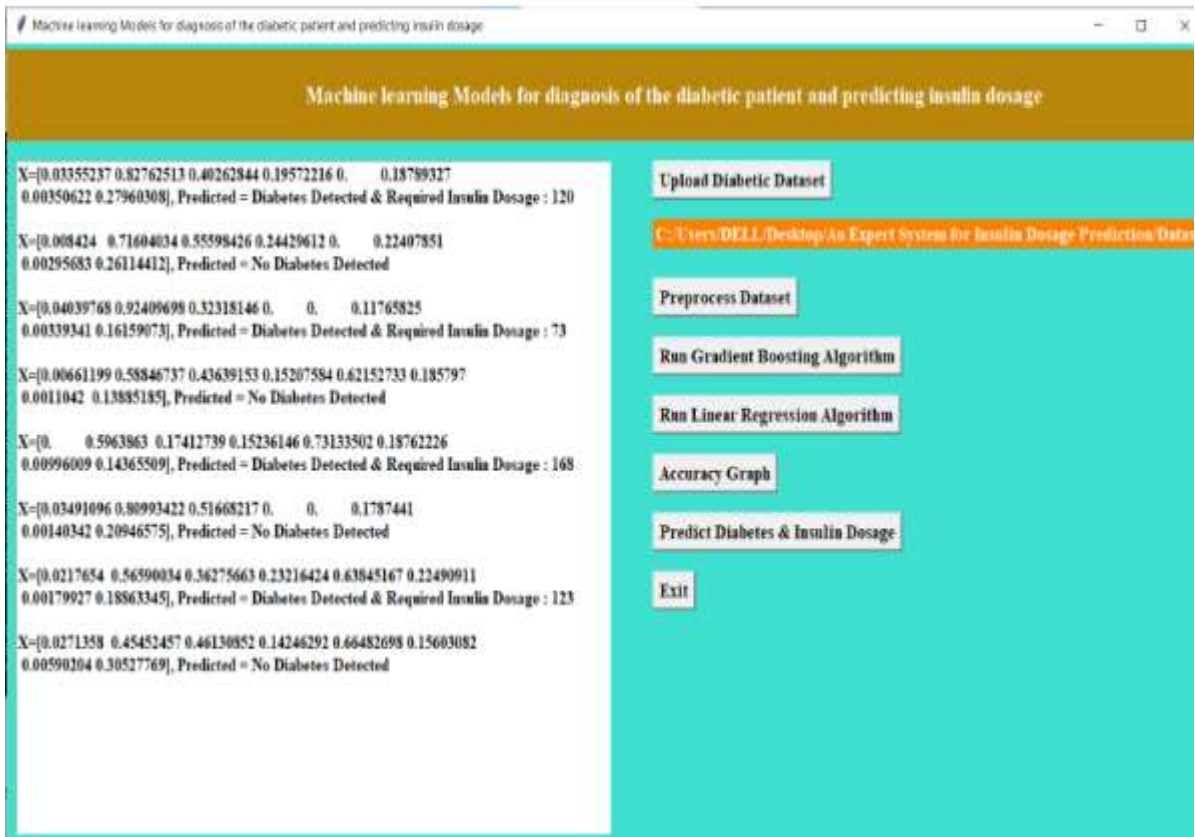 Machine learning Models for diagnosis of the diabetic patient and predicting insulin dosage
Machine learning Models for diagnosis of the diabetic patient and predicting insulin dosage
X=[0.03355237 0.82762513 0.40262844 0.19572216 0. 0.18789327
0.00350622 0.27960308], Predicted = Diabetes Detected & Required Insulin Dosage : 120
X=[0.008424 0.71604034 0.55598426 0.24429612 0. 0.22407851
0.00295683 0.26114412], Predicted = No Diabetes Detected
X=[0.04039768 0.92409698 0.32318146 0. 0. 0.11765825
0.00339341 0.16159073], Predicted = Diabetes Detected & Required Insulin Dosage : 73
X=[0.00661199 0.58846737 0.43639153 0.15207584 0.62152733 0.185797
0.0011042 0.13885185], Predicted = No Diabetes Detected
X=[0. 0.5963863 0.17412739 0.15236146 0.73133502 0.18762226
0.00996009 0.14365509], Predicted = Diabetes Detected & Required Insulin Dosage : 168
X=[0.03491096 0.80993422 0.51668217 0. 0. 0.1787441
0.00140342 0.20946575], Predicted = No Diabetes Detected
X=[0.0217654 0.56590034 0.36275663 0.23216424 0.63845167 0.22490911
0.00179927 0.18863345], Predicted = Diabetes Detected & Required Insulin Dosage : 123
X=[0.0271358 0.45452457 0.46130852 0.14246292 0.66482698 0.15603082
0.00590204 0.30527769], Predicted = No Diabetes Detected
Upload Diabetic Dataset
C:/Users/DELL/Desktop/An Expert System for Insulin Dosage Prediction/Datas
Preprocess Dataset
Run Gradient Boosting Algorithm
Run Linear Regression Algorithm
Accuracy Graph
Predict Diabetes & Insulin Dosage
Exit